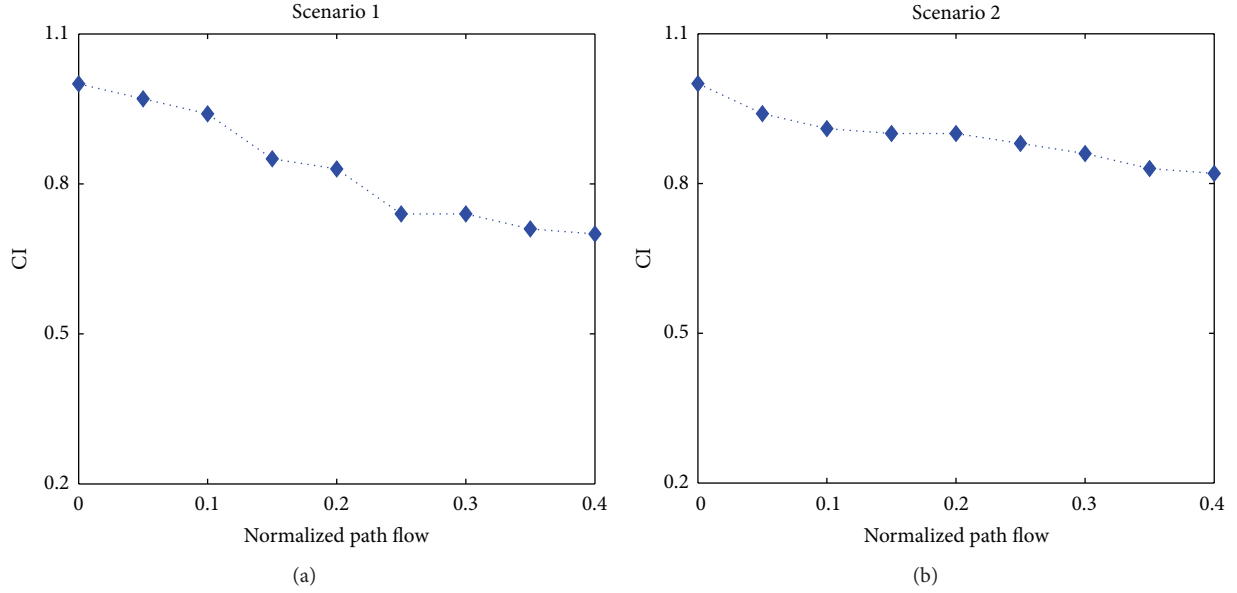 Scenario 1
1.1
0.8
0.5
0.2
CI
0 0.1 0.2 0.3 0.4
Normalized path flow
(a)
Scenario 2
1.1
0.8
0.5
0.2
CI
0 0.1 0.2 0.3 0.4
Normalized path flow
(b)